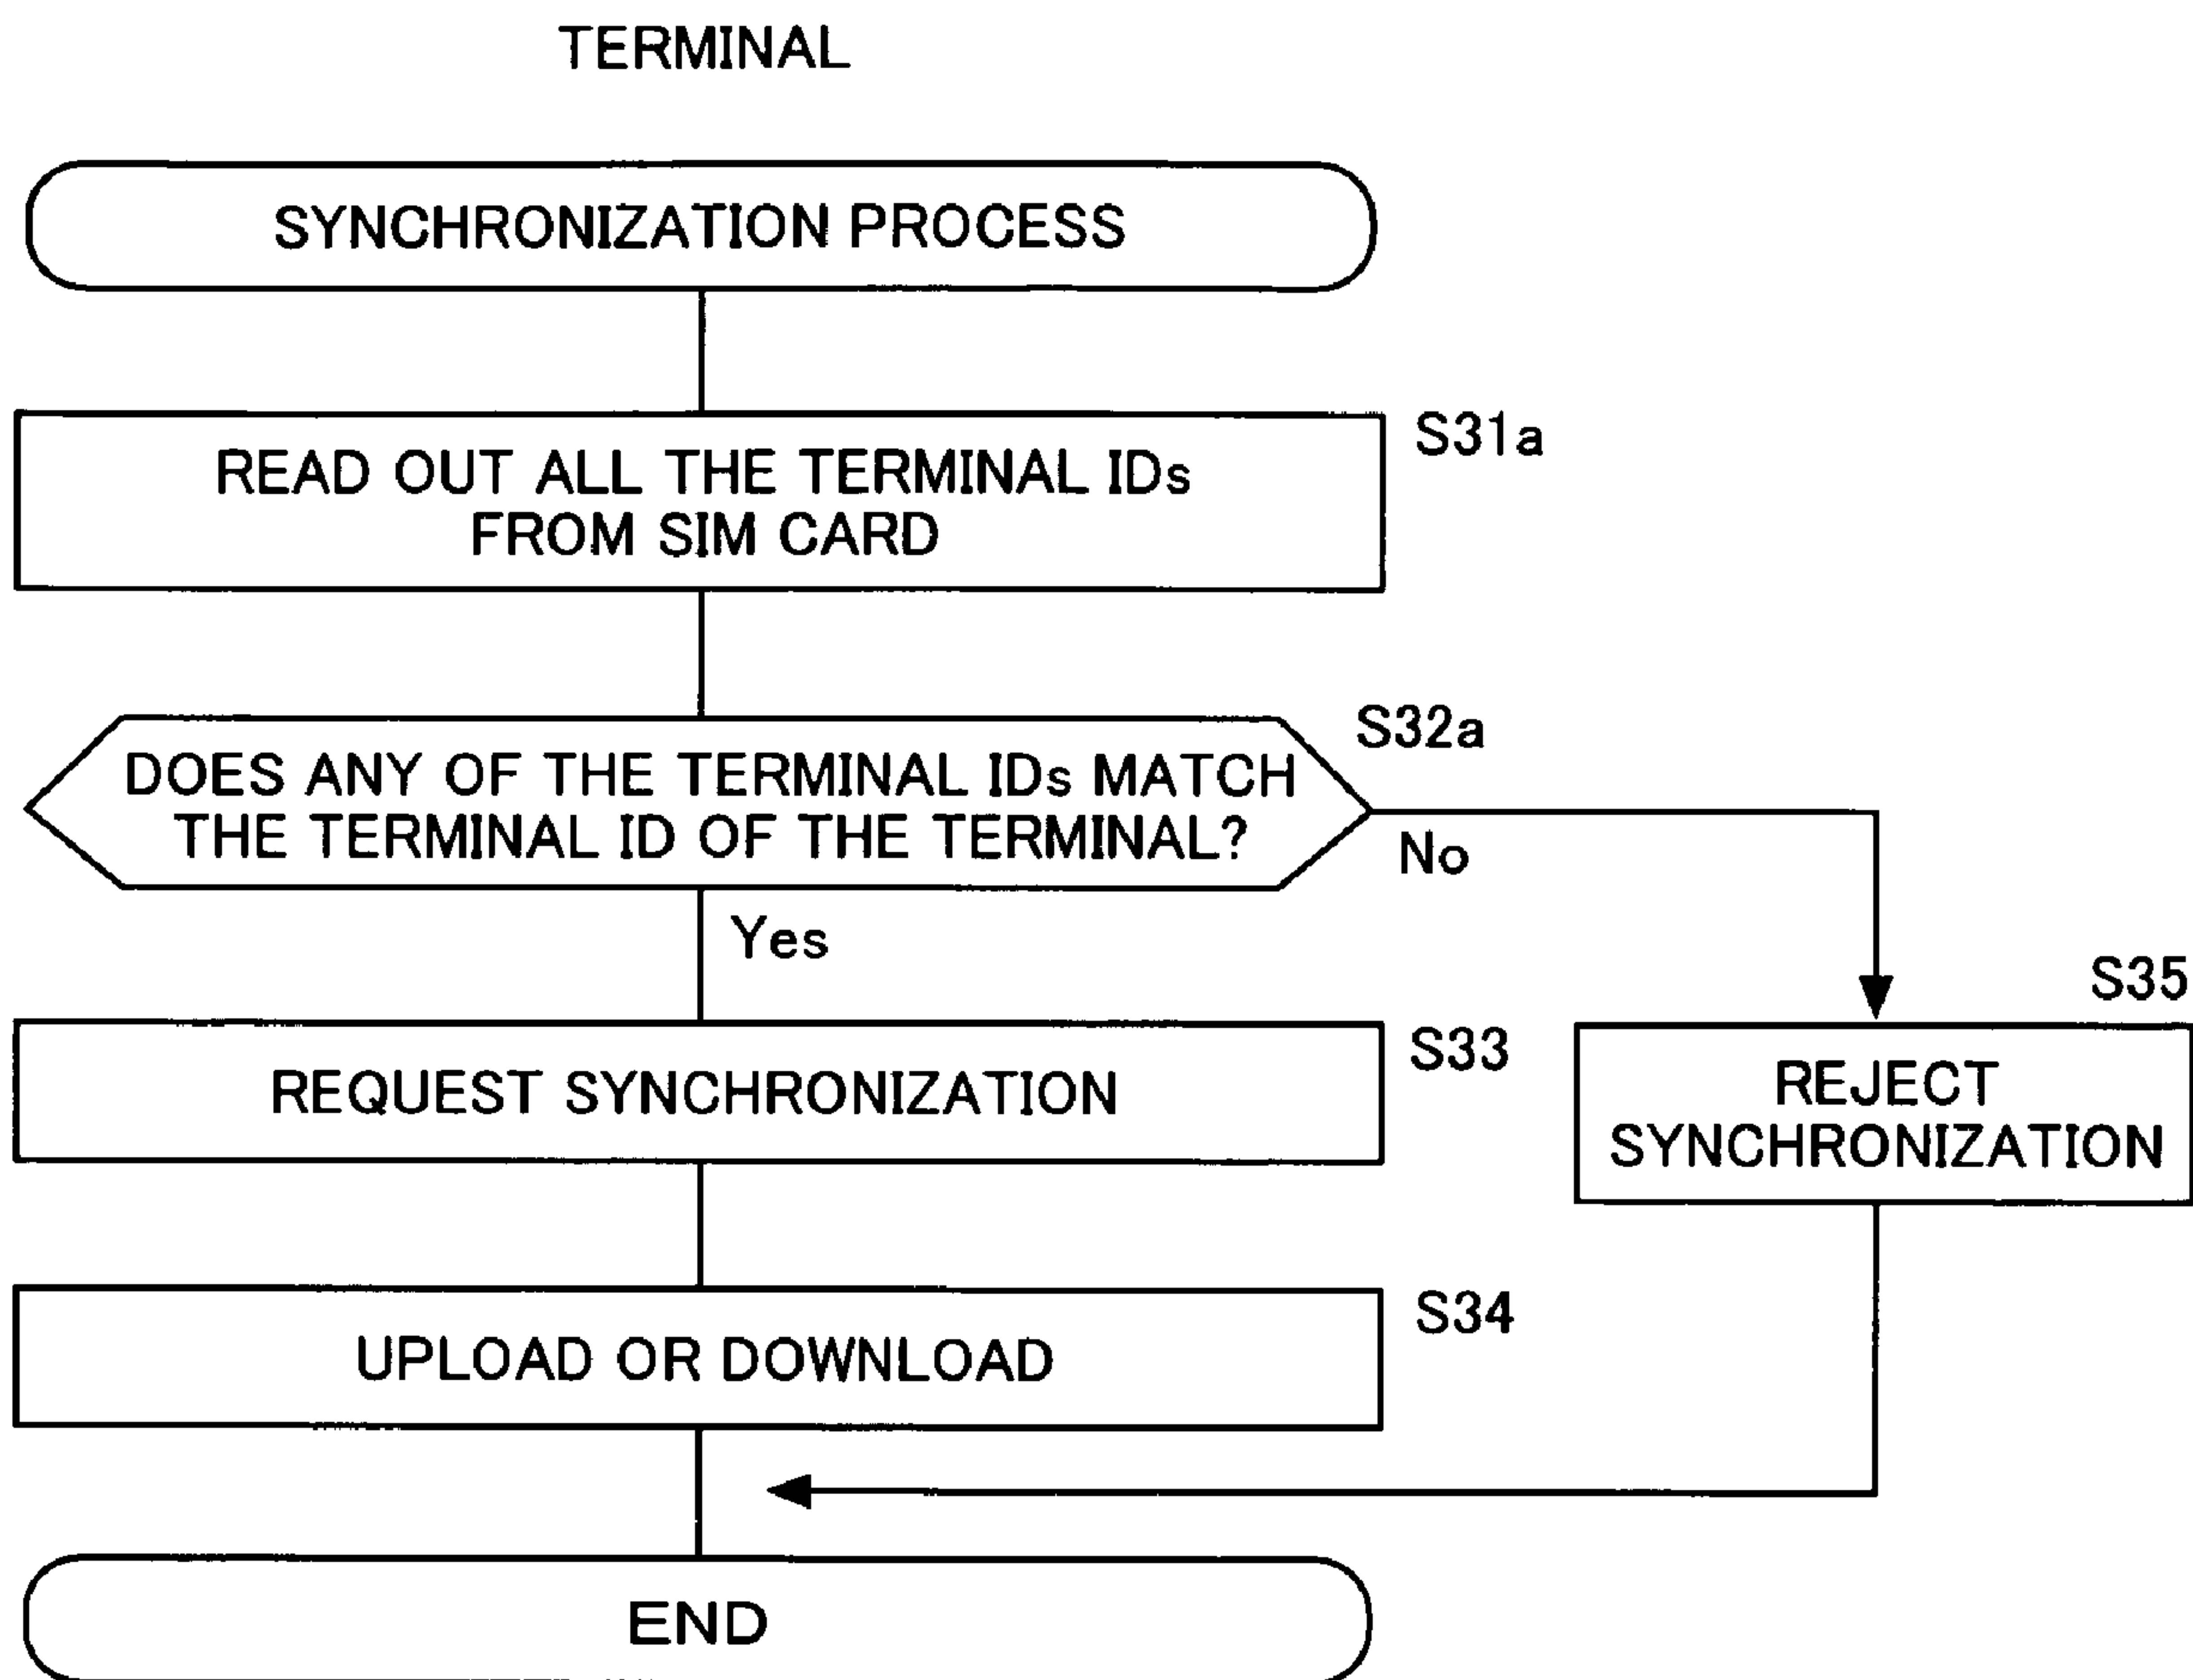 TERMINAL
SYNCHRONIZATION PROCESS
S31a
READ OUT ALL THE TERMINAL IDs
FROM SIM CARD
S32a
DOES ANY OF THE TERMINAL IDs MATCH
THE TERMINAL ID OF THE TERMINAL?
No
Yes
S33
REQUEST SYNCHRONIZATION
S35
REJECT
SYNCHRONIZATION
S34
UPLOAD OR DOWNLOAD
END